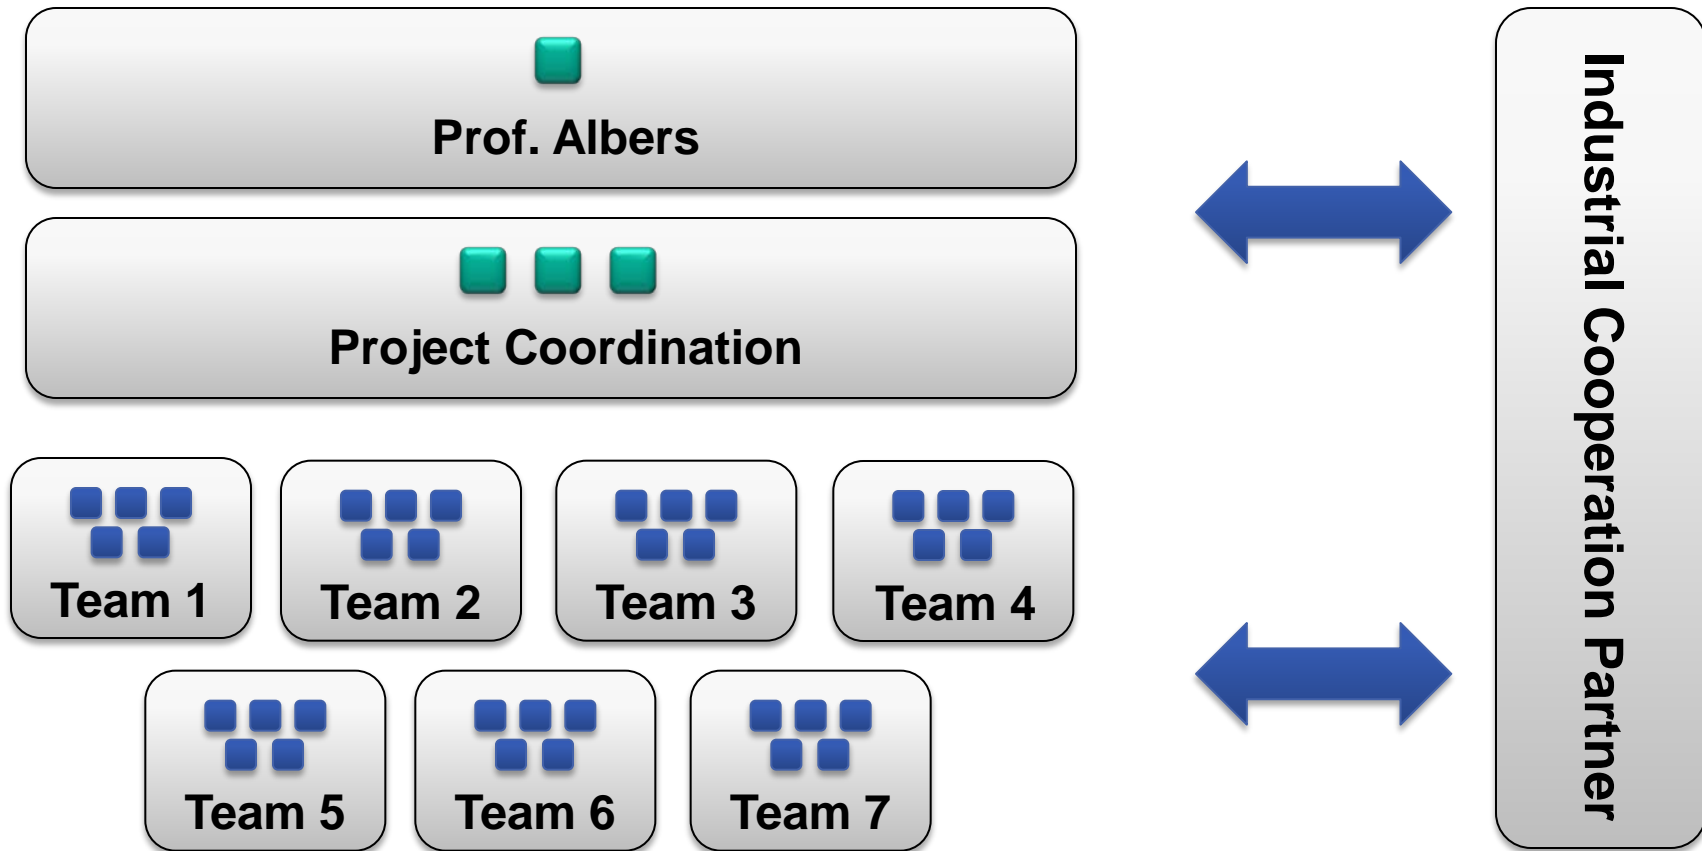 Prof. Albers
Project Coordination
Team 1
Team 2
Team 3
Team 4
Team 5
Team 6
Team 7
Industrial Cooperation Partner